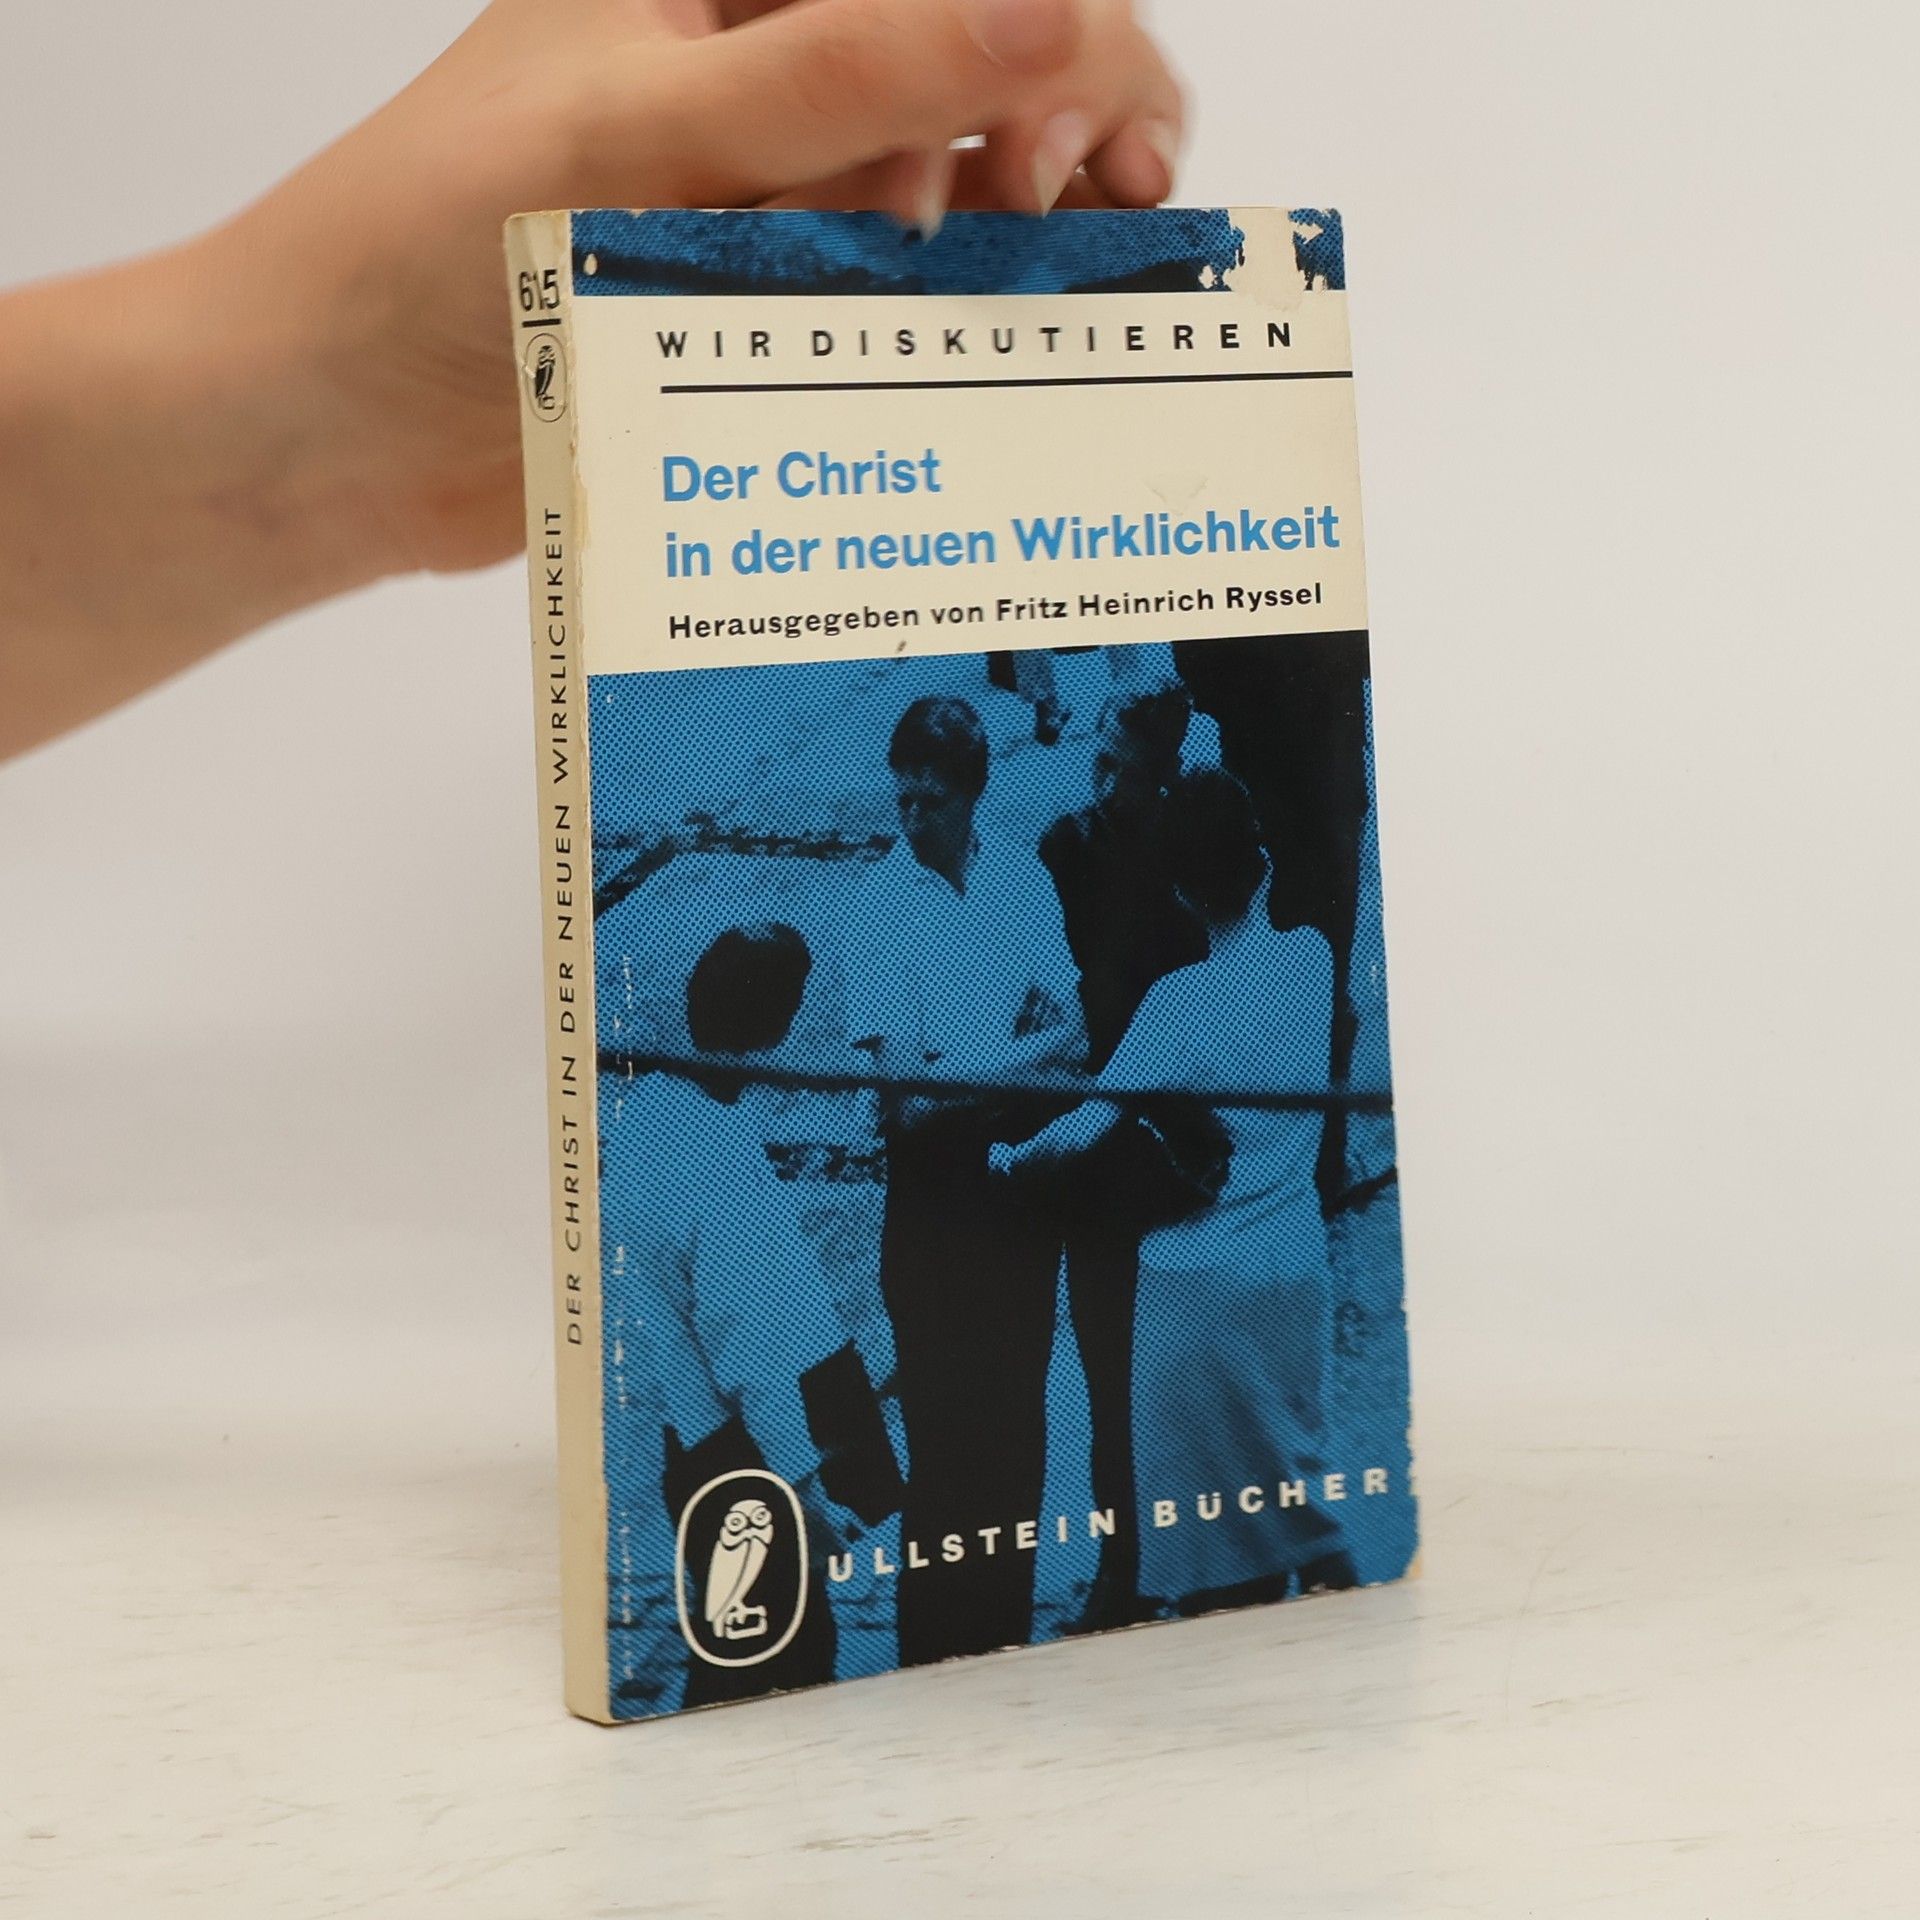 615
DER CHRIST IN DER NEUEN WIRKLICHKEIT
WIR DISKUTIEREN
Der Christ
in der neuen Wirklichkeit
Herausgegeben von Fritz Heinrich Ryssel
ULLSTEIN BÜCHER